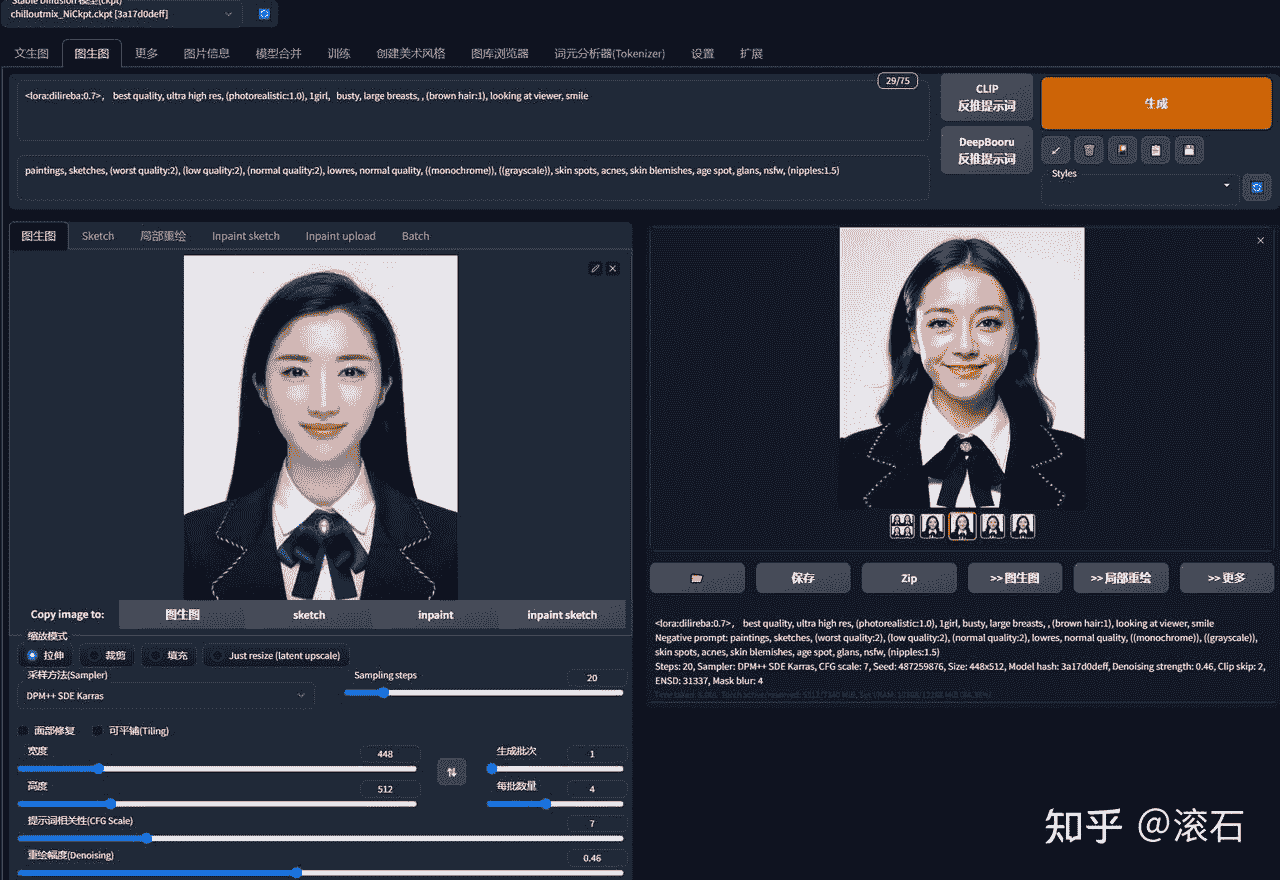 Stable Diffusion 模型(ckpt)
chilloutmix_NiCkpt.ckpt [3a17d0deff]
文生图 图生图 更多 图片信息 模型合并 训练 创建美术风格 图库浏览器 词元分析器(Tokenizer) 设置 扩展
29/75
<lora:dilireba:0.7>, best quality, ultra high res, (photorealistic:1.0), 1girl, busty, large breasts, , (brown hair:1), looking at viewer, smile
paintings, sketches, (worst quality:2), (low quality:2), (normal quality:2), lowres, normal quality, ((monochrome)), ((grayscale)), skin spots, acnes, skin blemishes, age spot, glans, nsfw, (nipples:1.5)
CLIP
反推提示词
DeepBooru
反推提示词
生成
Styles
图生图 Sketch 局部重绘 Inpaint sketch Inpaint upload Batch
Copy image to: 图生图 sketch inpaint inpaint sketch
缩放模式
拉伸 裁剪 填充 Just resize (latent upscale)
采样方法(Sampler)
DPM++ SDE Karras
Sampling steps
20
面部修复 可平铺(Tiling)
宽度
448
高度
512
生成批次
1
每批数量
4
提示词相关性(CFG Scale)
7
重绘幅度(Denoising)
0.46
保存 Zip >> 图生图 >> 局部重绘 >> 更多
<lora:dilireba:0.7>, best quality, ultra high res, (photorealistic:1.0), 1girl, busty, large breasts, , (brown hair:1), looking at viewer, smile
Negative prompt: paintings, sketches, (worst quality:2), (low quality:2), (normal quality:2), lowres, normal quality, ((monochrome)), ((grayscale)),
skin spots, acnes, skin blemishes, age spot, glans, nsfw, (nipples:1.5)
Steps: 20, Sampler: DPM++ SDE Karras, CFG scale: 7, Seed: 487259876, Size: 448x512, Model hash: 3a17d0deff, Denoising strength: 0.46, Clip skip: 2,
ENSD: 31337, Mask blur: 4
知乎 @滚石